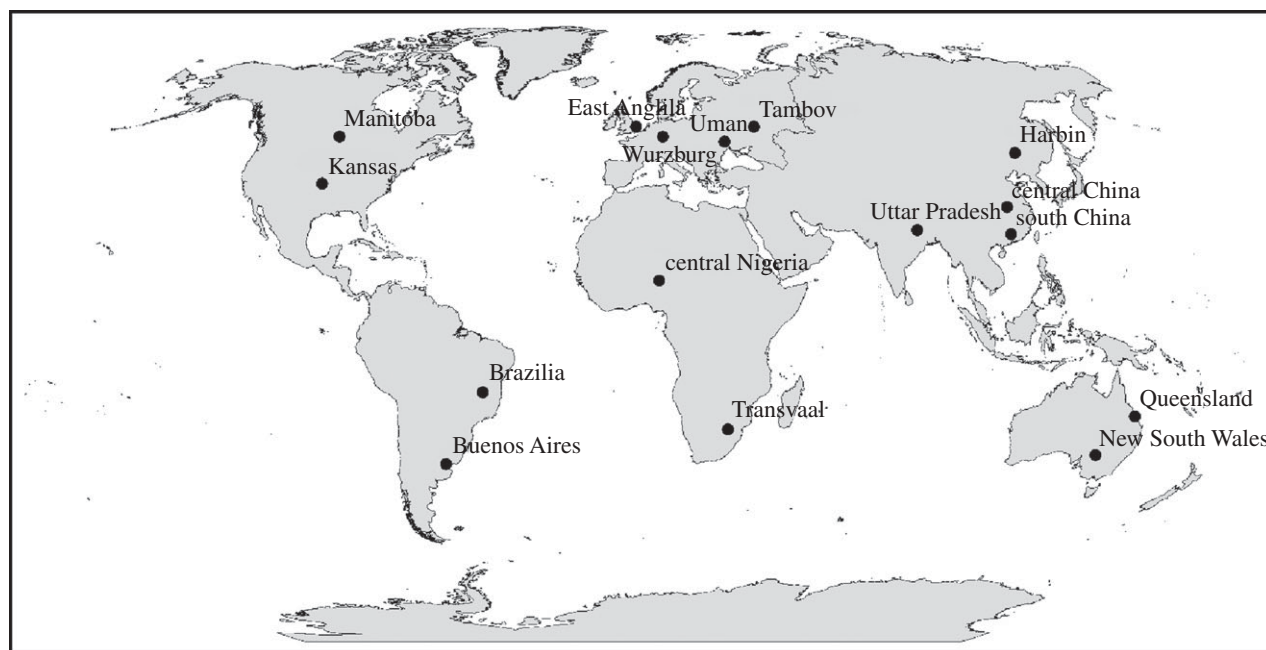 East Anglila
Tambov
Manitoba
Uman
Harbin
Wurzburg
Kansas
central China
Uttar Pradesh
south China
central Nigeria
Brazilia
Transvaal
Queensland
Buenos Aires
New South Wales